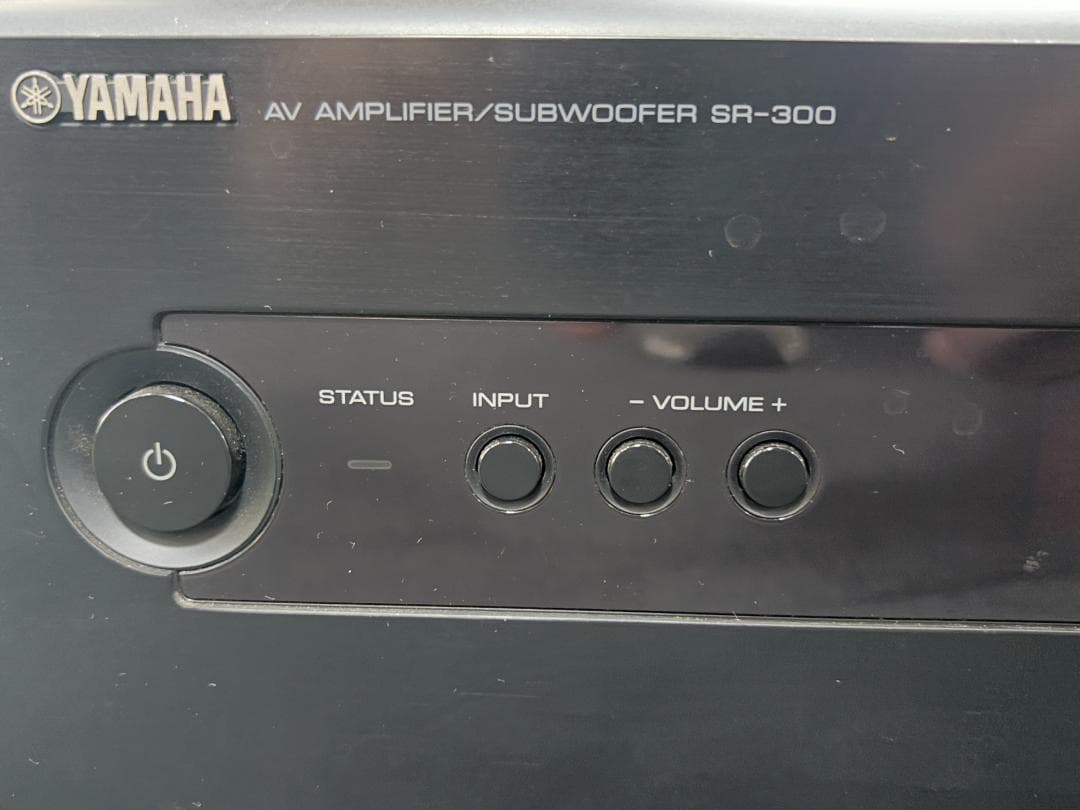 YAMAHA AV AMPLIFIER/SUBWOOFER SR-300
STATUS INPUT - VOLUME +